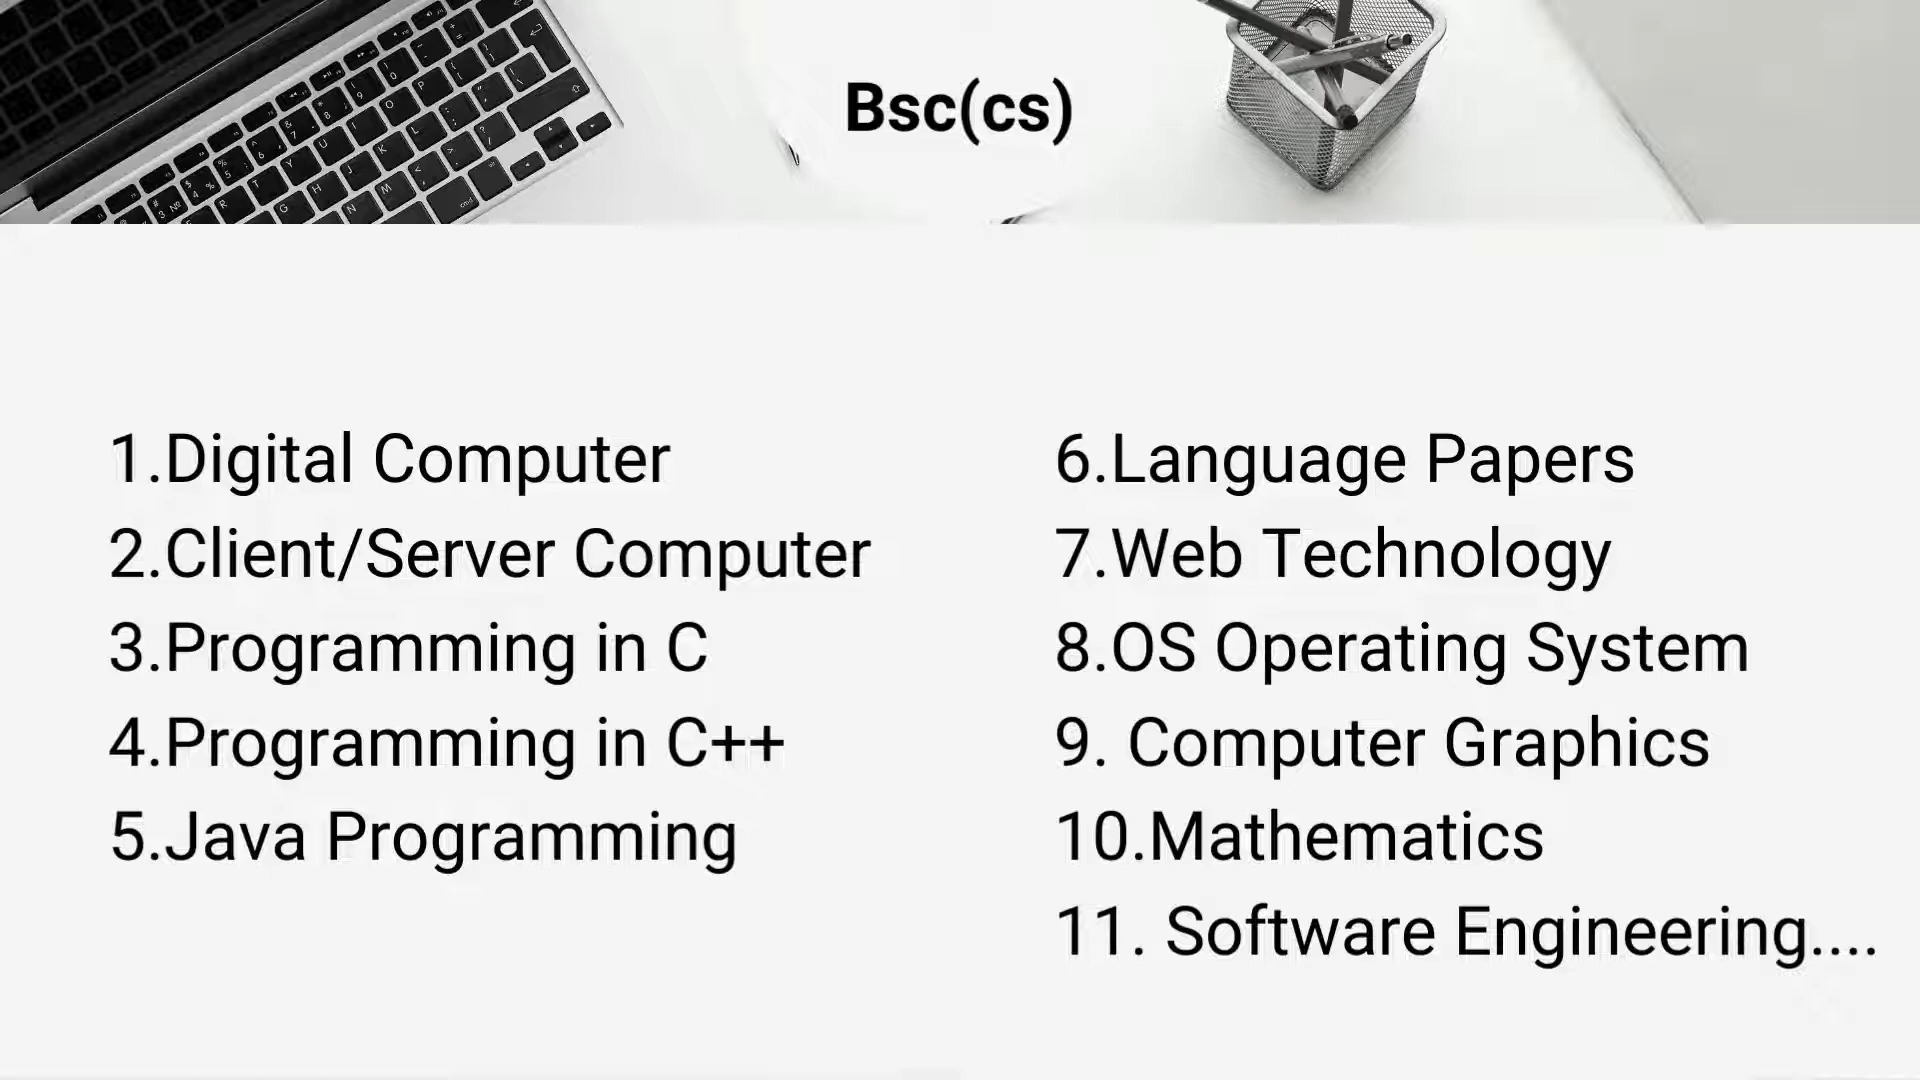 Bsc(cs)
1.Digital Computer
2.Client/Server Computer
3.Programming in C
4.Programming in C++
5.Java Programming
6.Language Papers
7.Web Technology
8.OS Operating System
9. Computer Graphics
10.Mathematics
11. Software Engineering....